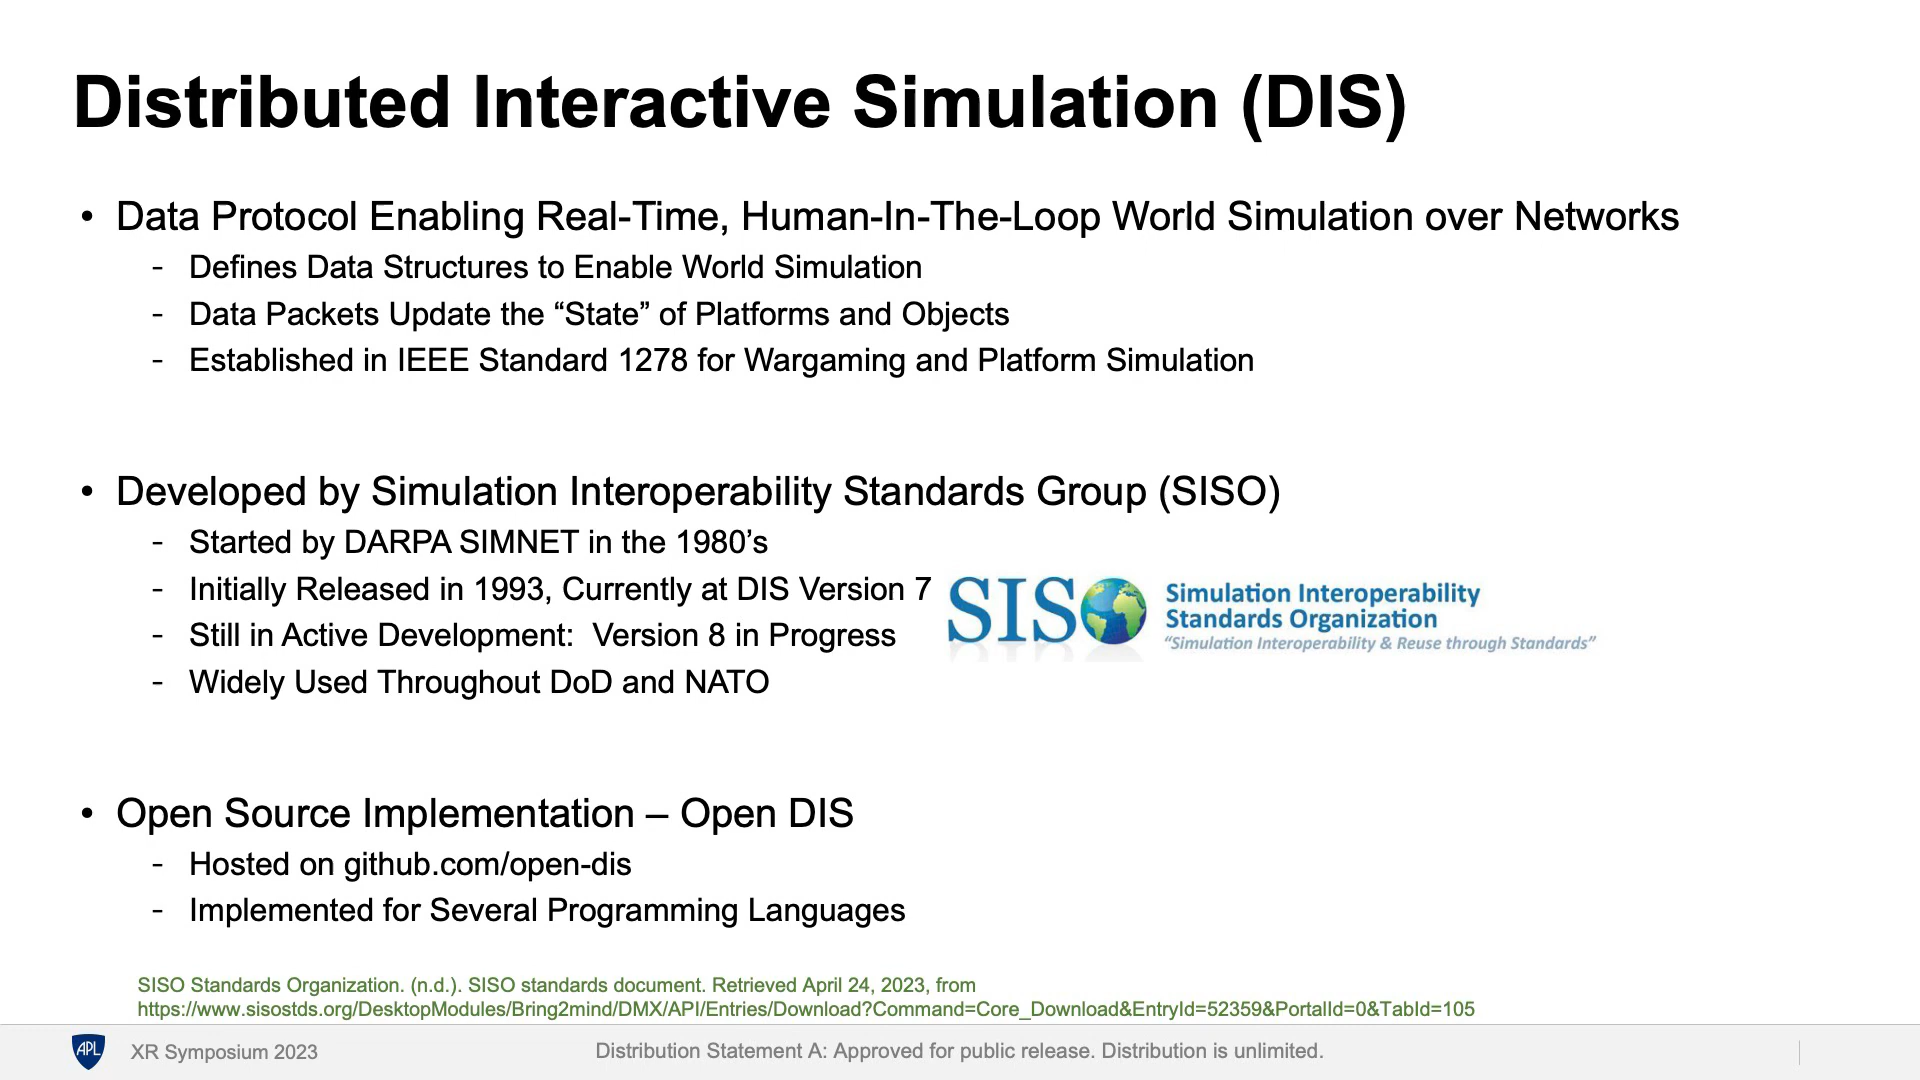 Distributed Interactive Simulation (DIS)
• Data Protocol Enabling Real-Time, Human-In-The-Loop World Simulation over Networks
- Defines Data Structures to Enable World Simulation
- Data Packets Update the “State” of Platforms and Objects
- Established in IEEE Standard 1278 for Wargaming and Platform Simulation
• Developed by Simulation Interoperability Standards Group (SISO)
- Started by DARPA SIMNET in the 1980’s
- Initially Released in 1993, Currently at DIS Version 7
- Still in Active Development:  Version 8 in Progress
- Widely Used Throughout DoD and NATO
SISO
Simulation Interoperability
Standards Organization
“Simulation Interoperability & Reuse through Standards”
• Open Source Implementation – Open DIS
- Hosted on github.com/open-dis
- Implemented for Several Programming Languages
SISO Standards Organization. (n.d.). SISO standards document. Retrieved April 24, 2023, from
https://www.sisostds.org/DesktopModules/Bring2mind/DMX/API/Entries/Download?Command=Core_Download&EntryId=52359&PortalId=0&TabId=105
APL
XR Symposium 2023
Distribution Statement A: Approved for public release. Distribution is unlimited.